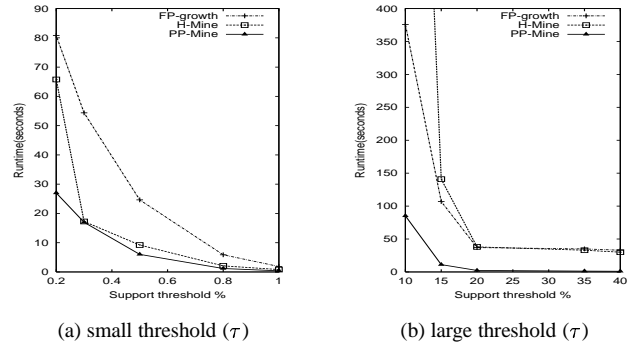 FP-growth
H-Mine
PP-Mine
90
80
70
60
50
40
30
20
10
0
Runtime(seconds)
0.2
0.4
0.6
0.8
1
Support threshold %
(a) small threshold (τ)
FP-growth
H-Mine
PP-Mine
400
350
300
250
200
150
100
50
0
Runtime(seconds)
10
15
20
25
30
35
40
Support threshold %
(b) large threshold (τ)